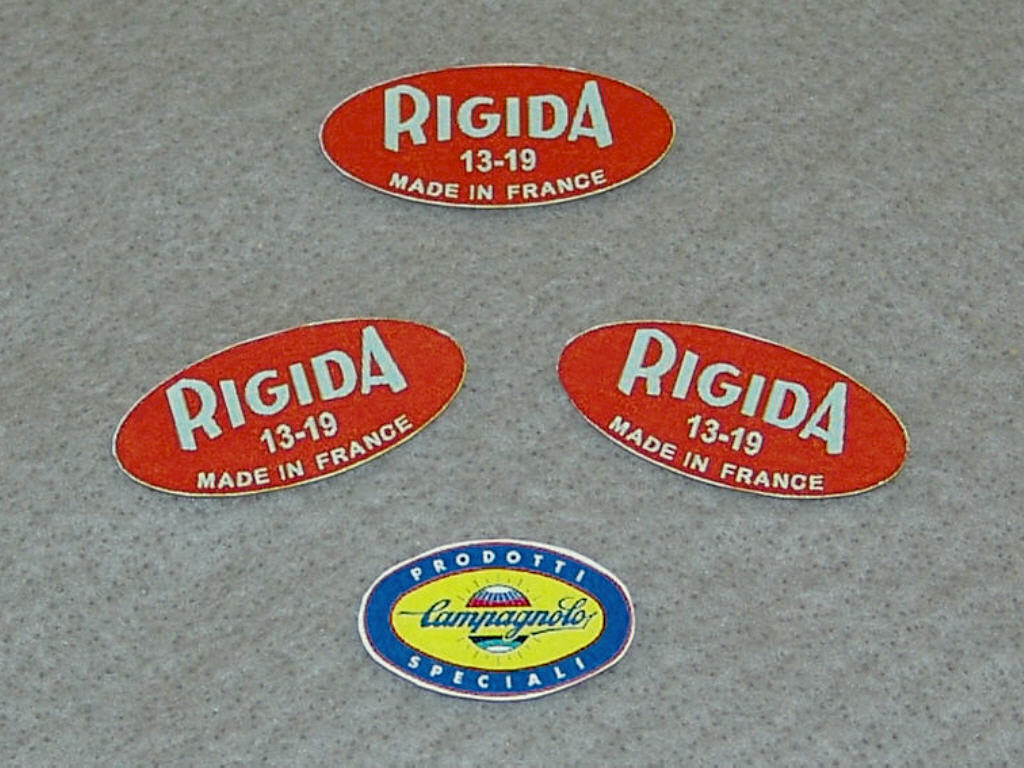 RIGIDA
13-19
MADE IN FRANCE
RIGIDA
13-19
MADE IN FRANCE
RIGIDA
13-19
MADE IN FRANCE
PRODOTTI
Campagnolo
SPECIALI